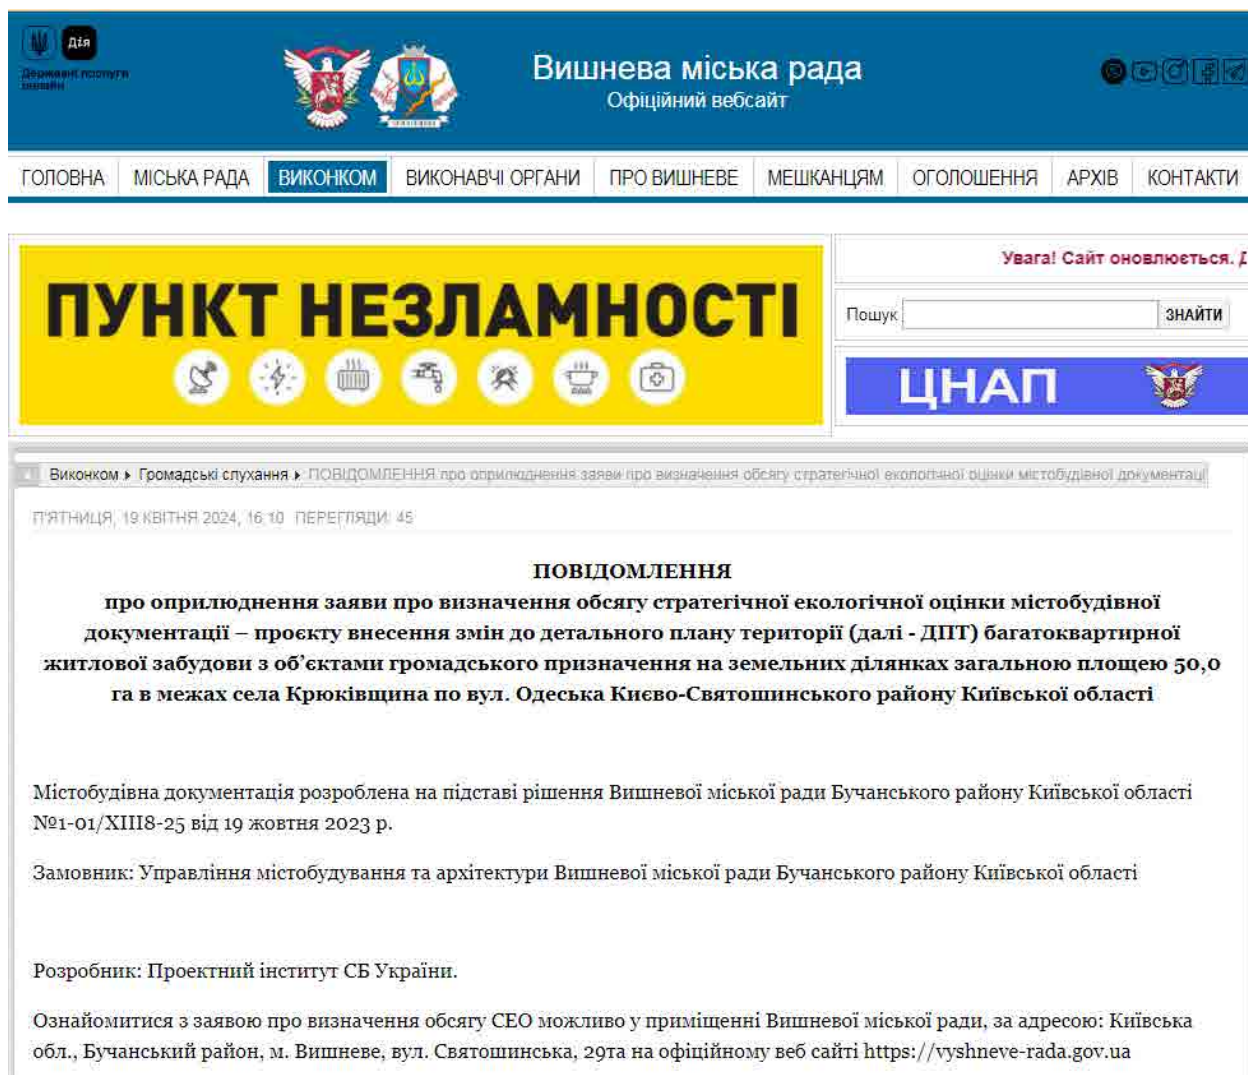 Дія
Державні послуги
онлайн
Вишнева міська рада
Офіційний вебсайт
ГОЛОВНА МІСЬКА РАДА ВИКОНКОМ ВИКОНАВЧІ ОРГАНИ ПРО ВИШНЕВЕ МЕШКАНЦЯМ ОГОЛОШЕННЯ АРХІВ КОНТАКТИ
ПУНКТ НЕЗЛАМНОСТІ
Увага! Сайт оновлюється. Д
Пошук ЗНАЙТИ
ЦНАП
Виконком Громадські слухання ПОВІДОМЛЕННЯ про оприлюднення заяви про визначення обсягу стратегічної екологічної оцінки містобудівної документації
П'ЯТНИЦЯ, 19 КВІТНЯ 2024, 16:10 ПЕРЕГЛЯДИ: 45
ПОВІДОМЛЕННЯ
про оприлюднення заяви про визначення обсягу стратегічної екологічної оцінки містобудівної
документації – проєкту внесення змін до детального плану території (далі - ДПТ) багатоквартирної
житлової забудови з об’єктами громадського призначення на земельних ділянках загальною площею 50,0
га в межах села Крюківщина по вул. Одеська Києво-Святошинського району Київської області
Містобудівна документація розроблена на підставі рішення Вишневої міської ради Бучанського району Київської області
№1-01/XIII8-25 від 19 жовтня 2023 р.
Замовник: Управління містобудування та архітектури Вишневої міської ради Бучанського району Київської області
Розробник: Проектний інститут СБ України.
Ознайомитися з заявою про визначення обсягу СЕО можливо у приміщенні Вишневої міської ради, за адресою: Київська
обл., Бучанський район, м. Вишневе, вул. Святошинська, 29та на офіційному веб сайті https://vyshneve-rada.gov.ua